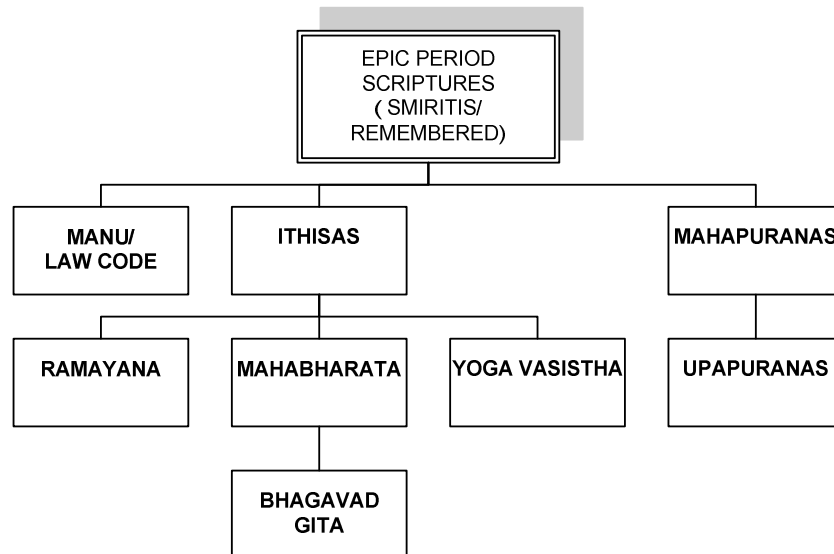 EPIC PERIOD
SCRIPTURES
( SMIRITIS/
REMEMBERED)
MANU/
LAW CODE
ITHISAS
MAHAPURANAS
RAMAYANA
MAHABHARATA
YOGA VASISTHA
UPAPURANAS
BHAGAVAD
GITA